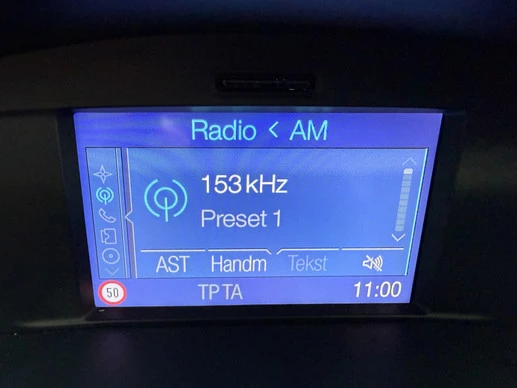 Radio < AM
153 kHz
Preset 1
AST Handm Tekst
50 TP TA 11:00